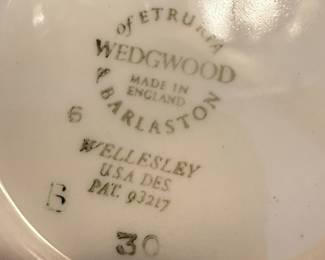 of ETRURIA
WEDGWOOD
MADE IN
ENGLAND
& BARLASTON
6
WELLESLEY
USA DES.
PAT. 93217
B
30